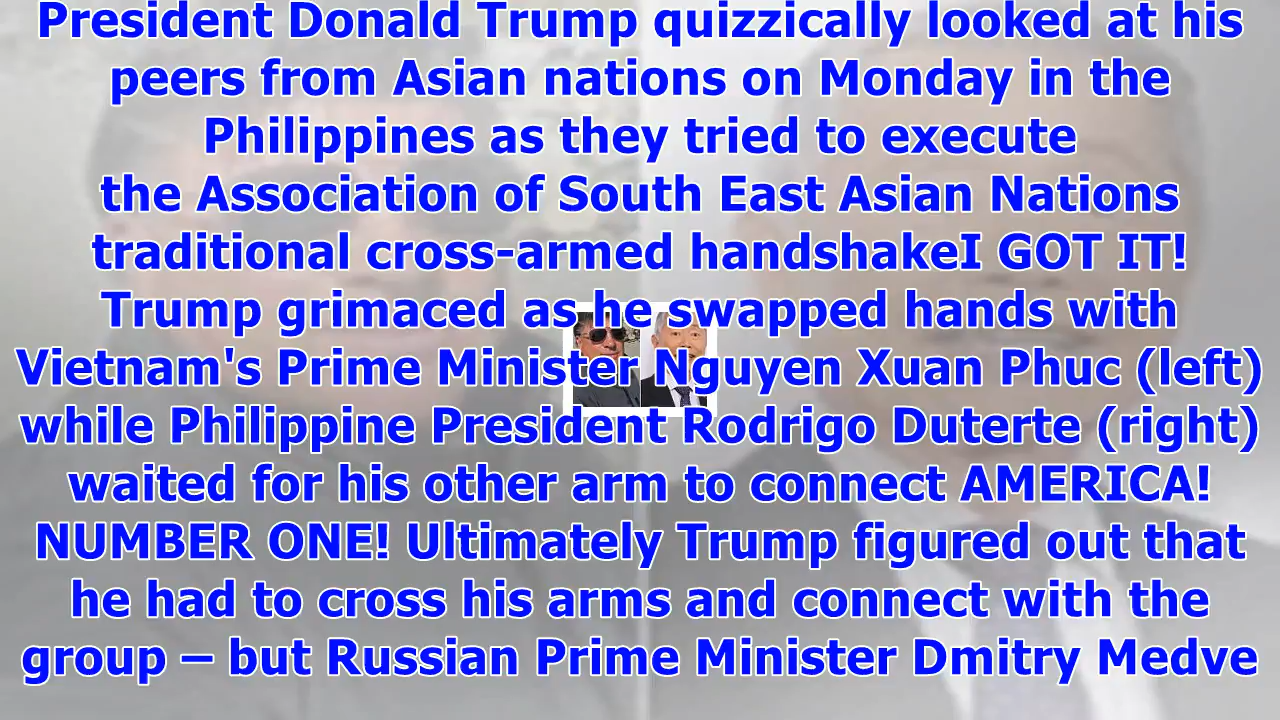 President Donald Trump quizzically looked at his
peers from Asian nations on Monday in the
Philippines as they tried to execute
the Association of South East Asian Nations
traditional cross-armed handshakeI GOT IT!
Trump grimaced as he swapped hands with
Vietnam's Prime Minister Nguyen Xuan Phuc (left)
while Philippine President Rodrigo Duterte (right)
waited for his other arm to connect AMERICA!
NUMBER ONE! Ultimately Trump figured out that
he had to cross his arms and connect with the
group – but Russian Prime Minister Dmitry Medve